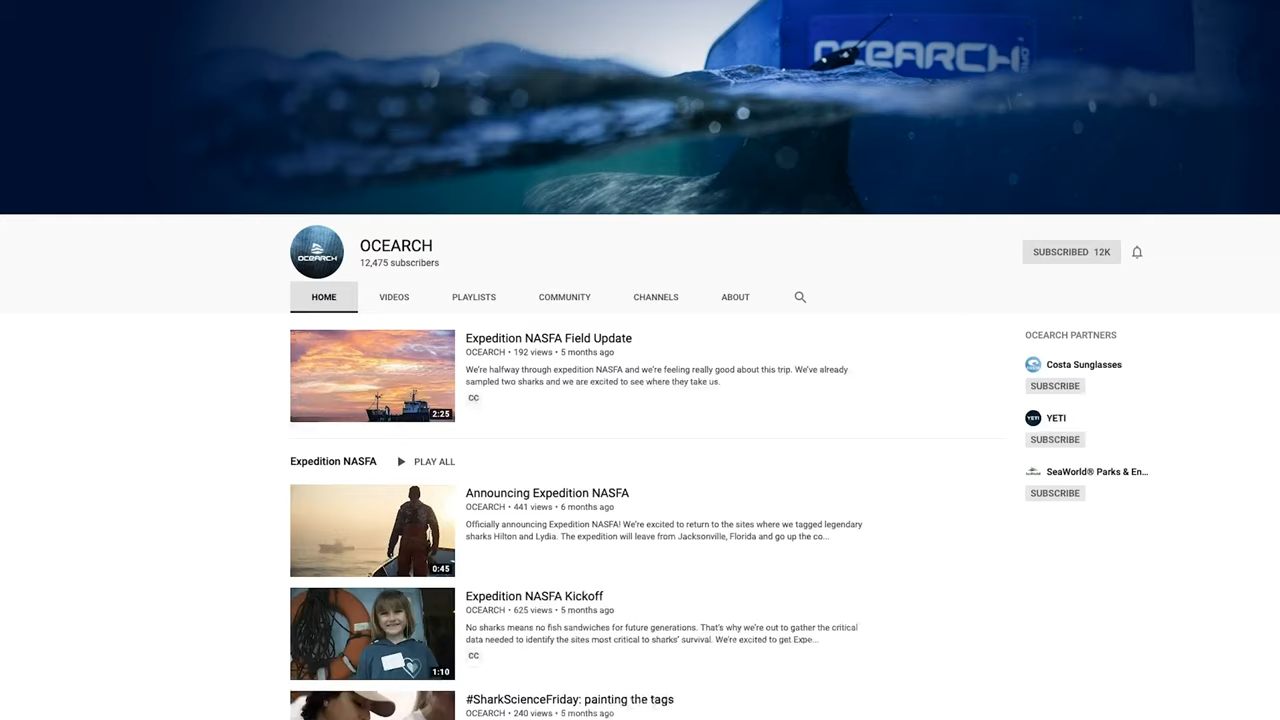 OCEARCH
OCEARCH
OCEARCH
12,475 subscribers
SUBSCRIBED 12K
HOME
VIDEOS
PLAYLISTS
COMMUNITY
CHANNELS
ABOUT
2:25
Expedition NASFA Field Update
OCEARCH • 192 views • 5 months ago
We're halfway through expedition NASFA and we're feeling really good about this trip. We've already
sampled two sharks and we are excited to see where they take us.
CC
Expedition NASFA
PLAY ALL
0:45
Announcing Expedition NASFA
OCEARCH • 441 views • 6 months ago
Officially announcing Expedition NASFA! We're excited to return to the sites where we tagged legendary
sharks Hilton and Lydia. The expedition will leave from Jacksonville, Florida and go up the co...
1:10
Expedition NASFA Kickoff
OCEARCH • 625 views • 5 months ago
No sharks means no fish sandwiches for future generations. That's why we're out to gather the critical
data needed to identify the sites most critical to sharks' survival. We're excited to get Expe...
CC
#SharkScienceFriday: painting the tags
OCEARCH • 240 views • 5 months ago
OCEARCH PARTNERS
Costa Sunglasses
SUBSCRIBE
YETI
YETI
SUBSCRIBE
SeaWorld® Parks & En...
SUBSCRIBE